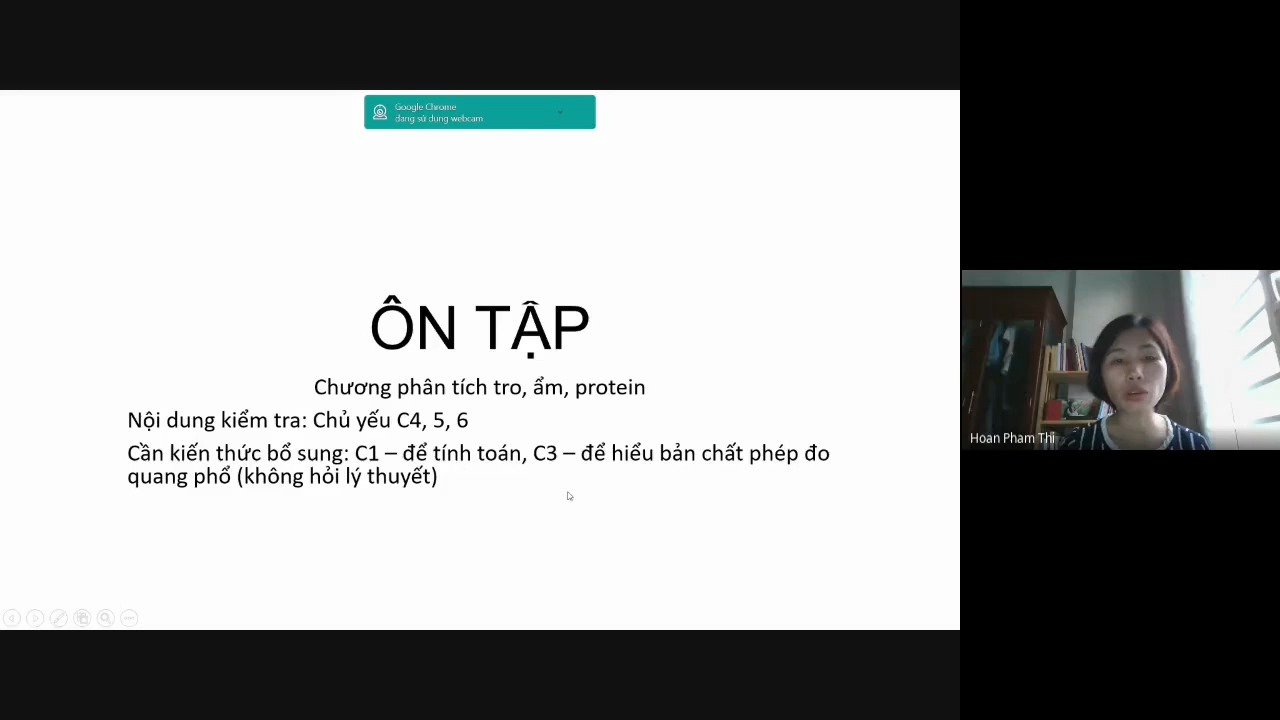 Google Chrome
đang sử dụng webcam
ÔN TẬP
Chương phân tích tro, ẩm, protein
Nội dung kiểm tra: Chủ yếu C4, 5, 6
Cần kiến thức bổ sung: C1 – để tính toán, C3 – để hiểu bản chất phép đo
quang phổ (không hỏi lý thuyết)
Hoan Pham Thi